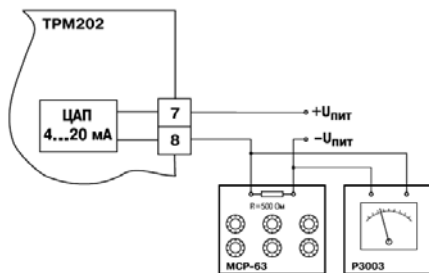 ТРМ202
ЦАП
4...20 мА
7
8
+Uпит
−Uпит
R=500 Ом
МСР-63
Р3003